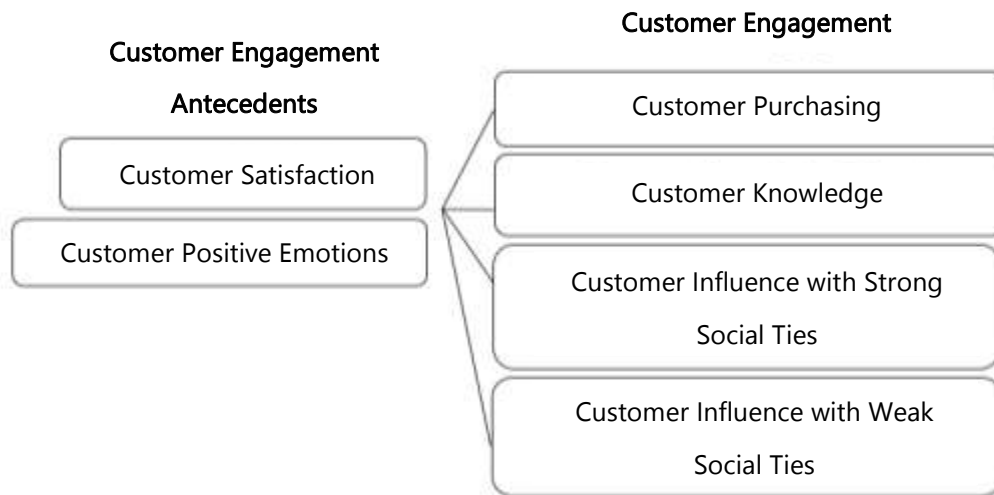 Customer Engagement
Antecedents
Customer Satisfaction
Customer Positive Emotions
Customer Engagement
Customer Purchasing
Customer Knowledge
Customer Influence with Strong
Social Ties
Customer Influence with Weak
Social Ties